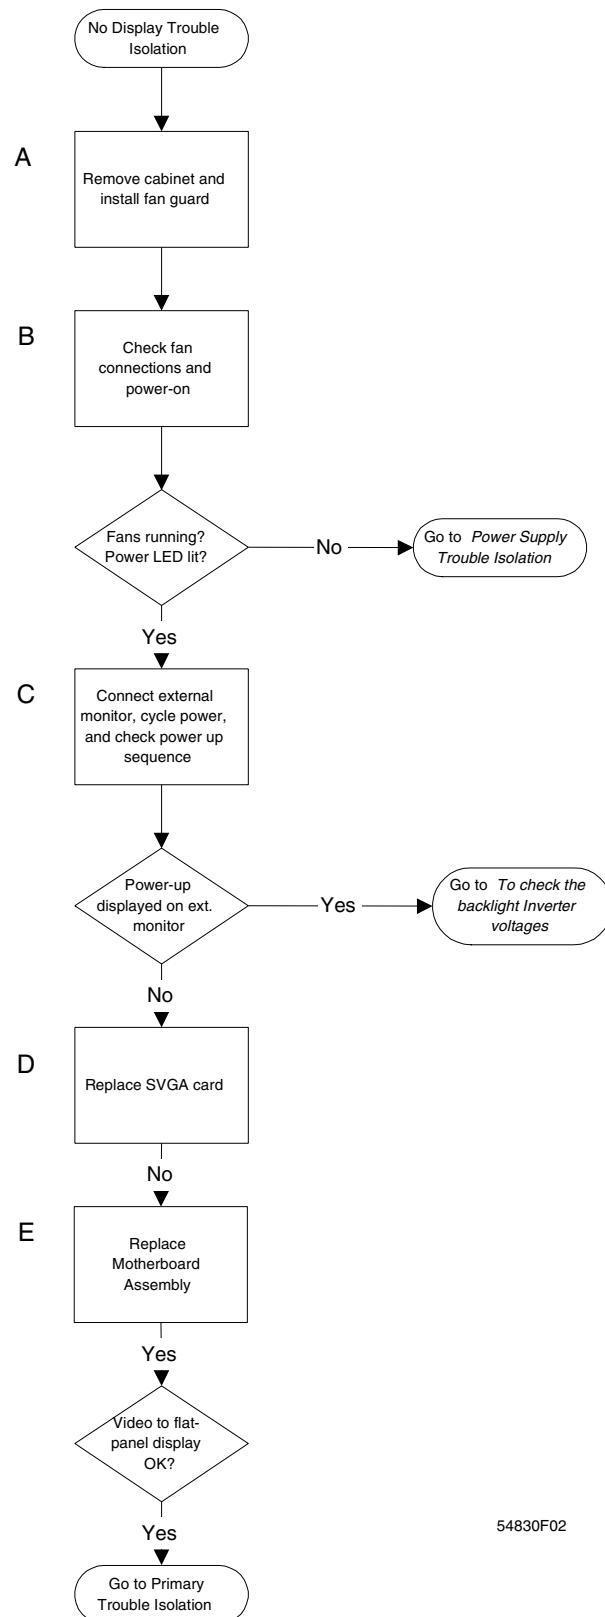 No Display Trouble
Isolation
A
Remove cabinet and
install fan guard
B
Check fan
connections and
power-on
Fans running?
Power LED lit?
No
Go to Power Supply
Trouble Isolation
Yes
C
Connect external
monitor, cycle power,
and check power up
sequence
Power-up
displayed on ext.
monitor
Yes
Go to To check the
backlight Inverter
voltages
No
D
Replace SVGA card
No
E
Replace
Motherboard
Assembly
Yes
Video to flat-
panel display
OK?
54830F02
Yes
Go to Primary
Trouble Isolation